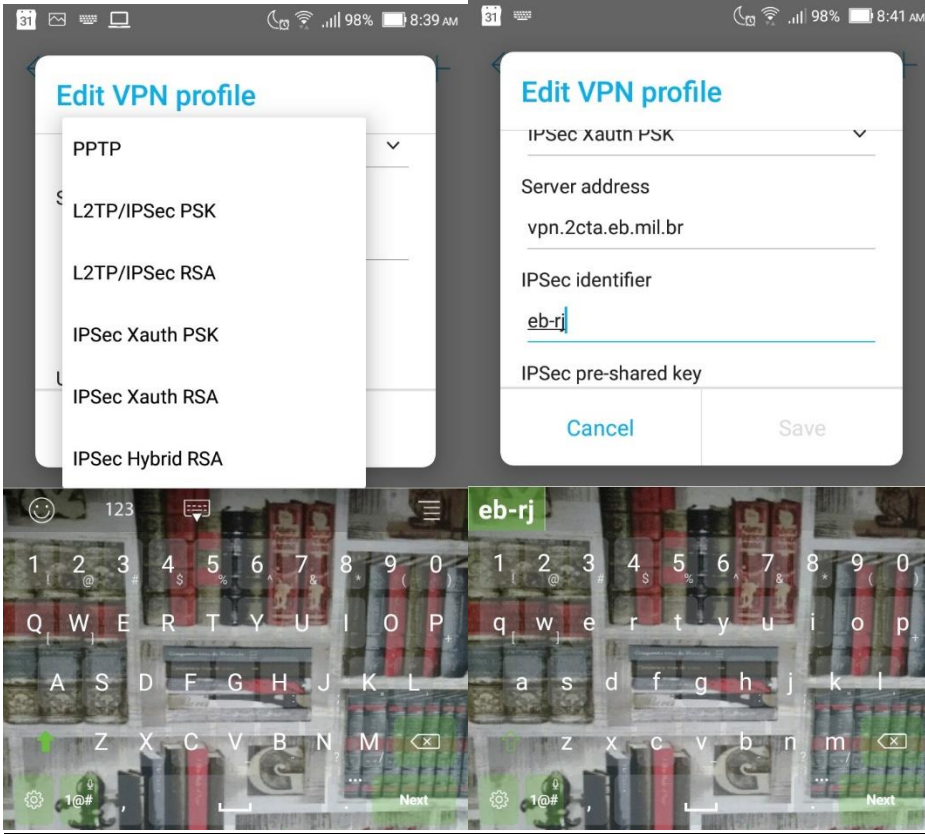 31 98% 8:39 AM
Edit VPN profile
PPTP
L2TP/IPSec PSK
L2TP/IPSec RSA
IPSec Xauth PSK
IPSec Xauth RSA
IPSec Hybrid RSA
123
1 2 3 4 5 6 7 8 9 0
! @ # $ % ^ & * ( )
Q W E R T Y U I O P
[ ] +
A S D F G H J K L
Z X C V B N M
1@# , . Next
31 98% 8:41 AM
Edit VPN profile
IPSec Xauth PSK
Server address
vpn.2cta.eb.mil.br
IPSec identifier
eb-rj
IPSec pre-shared key
Cancel Save
eb-rj
1 2 3 4 5 6 7 8 9 0
! @ # $ % ^ & * ( )
q w e r t y u i o p
[ ] +
a s d f g h j k l
z x c v b n m
1@# , . Next